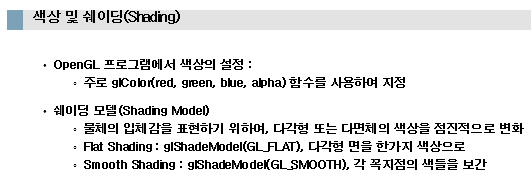 색상 및 쉐이딩(Shading)
• OpenGL 프로그램에서 색상의 설정 :
◦ 주로 glColor(red, green, blue, alpha) 함수를 사용하여 지정
• 쉐이딩 모델(Shading Model)
◦ 물체의 입체감을 표현하기 위하여, 다각형 또는 다면체의 색상을 점진적으로 변화
◦ Flat Shading : glShadeModel(GL_FLAT), 다각형 면을 한가지 색상으로
◦ Smooth Shading : glShadeModel(GL_SMOOTH), 각 꼭지점의 색들을 보간